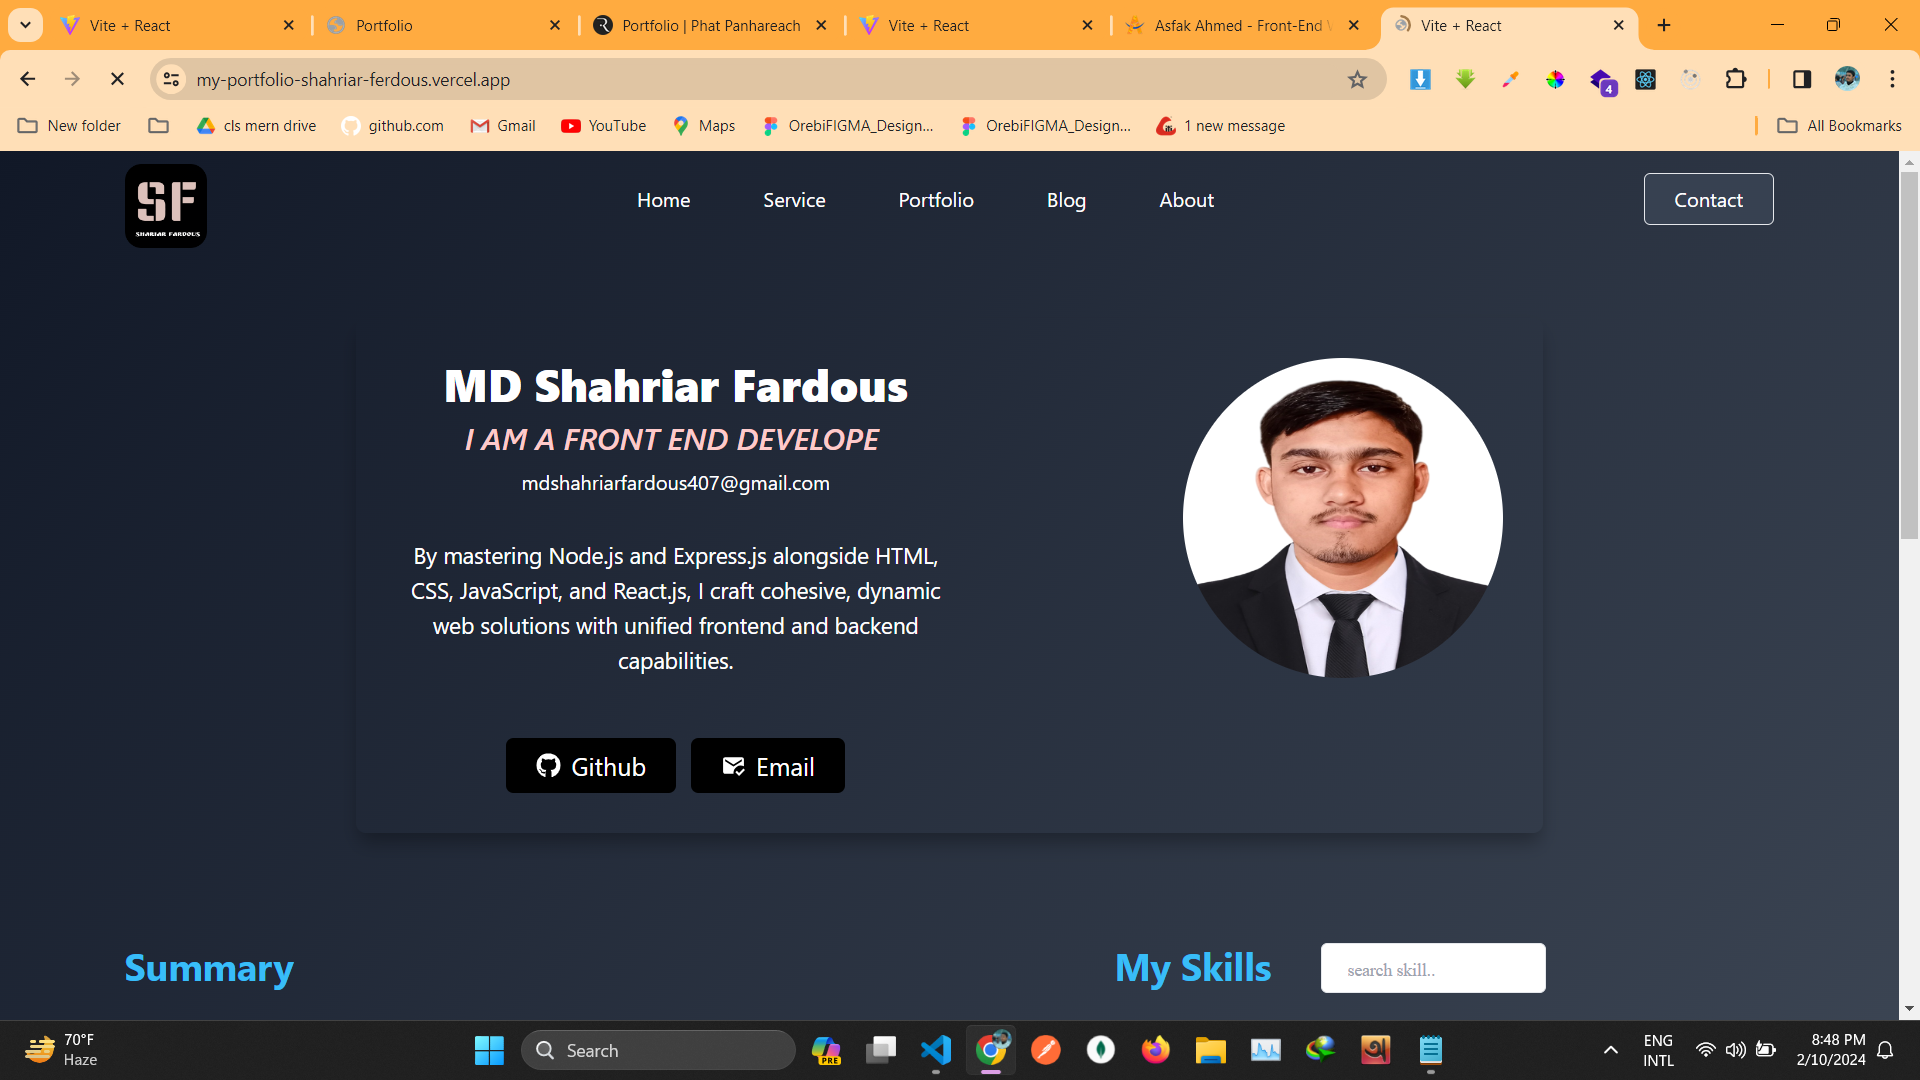 Vite + React
Portfolio
Portfolio | Phat Panhareach
Vite + React
Asfak Ahmed - Front-End
Vite + React
my-portfolio-shahriar-ferdous.vercel.app
4
New folder
cls mern drive
github.com
Gmail
YouTube
Maps
OrebiFIGMA_Design...
OrebiFIGMA_Design...
1 new message
All Bookmarks
SF
SHARIAR FARDOUS
Home
Service
Portfolio
Blog
About
Contact
MD Shahriar Fardous
I AM A FRONT END DEVELOPE
mdshahriarfardous407@gmail.com
By mastering Node.js and Express.js alongside HTML,
CSS, JavaScript, and React.js, I craft cohesive, dynamic
web solutions with unified frontend and backend
capabilities.
Github
Email
Summary
My Skills
search skill..
70°F
Haze
Search
PRE
অ
ENG
INTL
8:48 PM
2/10/2024